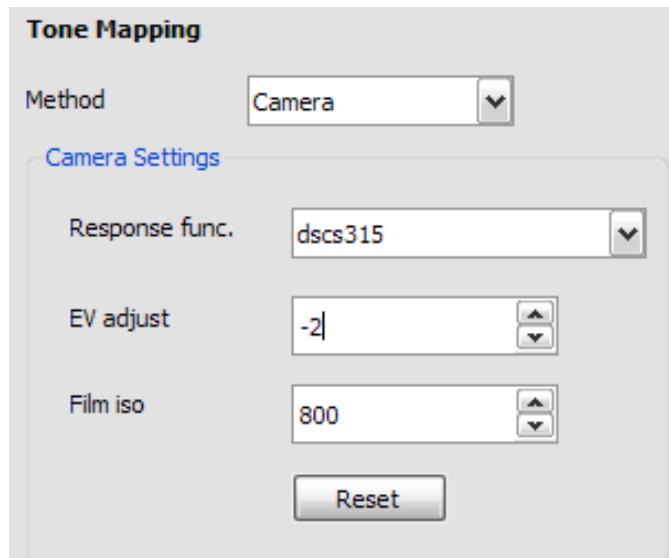 Tone Mapping
Method Camera
Camera Settings
Response func. dscs315
EV adjust -2
Film iso 800
Reset